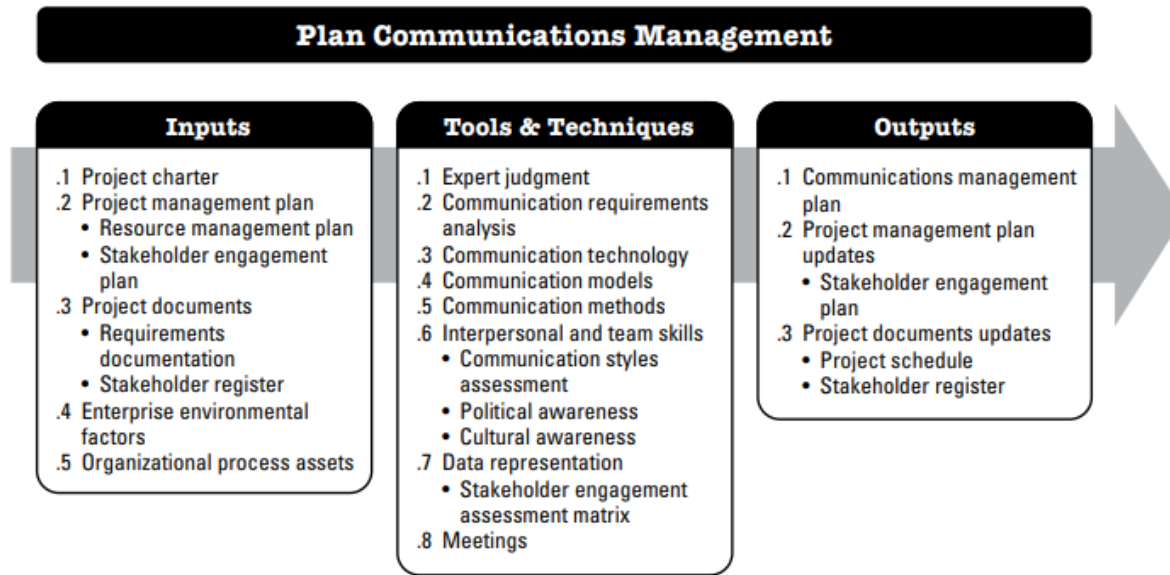 Plan Communications Management
Inputs
.1 Project charter
.2 Project management plan
• Resource management plan
• Stakeholder engagement
plan
.3 Project documents
• Requirements
documentation
• Stakeholder register
.4 Enterprise environmental
factors
.5 Organizational process assets
Tools & Techniques
.1 Expert judgment
.2 Communication requirements
analysis
.3 Communication technology
.4 Communication models
.5 Communication methods
.6 Interpersonal and team skills
• Communication styles
assessment
• Political awareness
• Cultural awareness
.7 Data representation
• Stakeholder engagement
assessment matrix
.8 Meetings
Outputs
.1 Communications management
plan
.2 Project management plan
updates
• Stakeholder engagement
plan
.3 Project documents updates
• Project schedule
• Stakeholder register